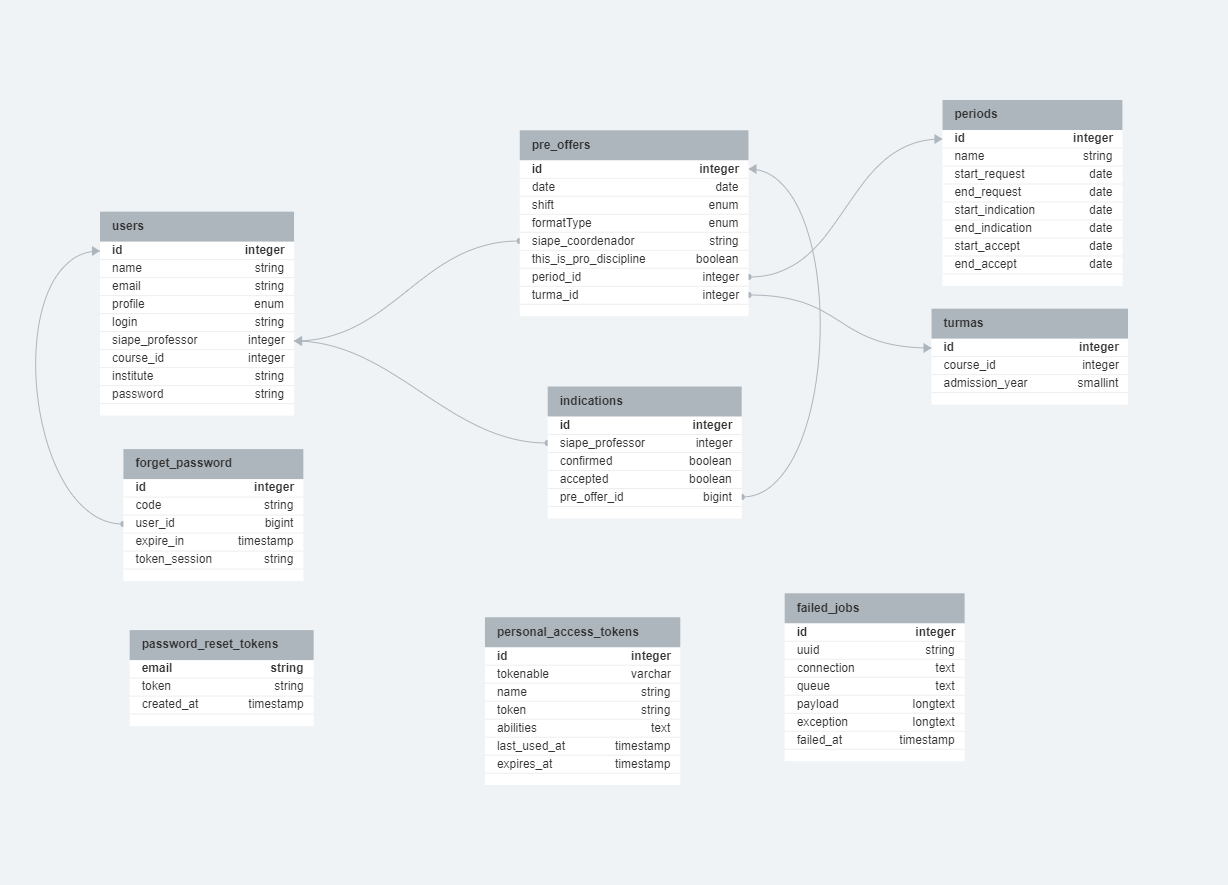 users
id integer
name string
email string
profile enum
login string
siape_professor integer
course_id integer
institute string
password string
forget_password
id integer
code string
user_id bigint
expire_in timestamp
token_session string
password_reset_tokens
email string
token string
created_at timestamp
pre_offers
id integer
date date
shift enum
formatType enum
siape_coordenador string
this_is_pro_discipline boolean
period_id integer
turma_id integer
indications
id integer
siape_professor integer
confirmed boolean
accepted boolean
pre_offer_id bigint
personal_access_tokens
id integer
tokenable varchar
name string
token string
abilities text
last_used_at timestamp
expires_at timestamp
periods
id integer
name string
start_request date
end_request date
start_indication date
end_indication date
start_accept date
end_accept date
turmas
id integer
course_id integer
admission_year smallint
failed_jobs
id integer
uuid string
connection text
queue text
payload longtext
exception longtext
failed_at timestamp